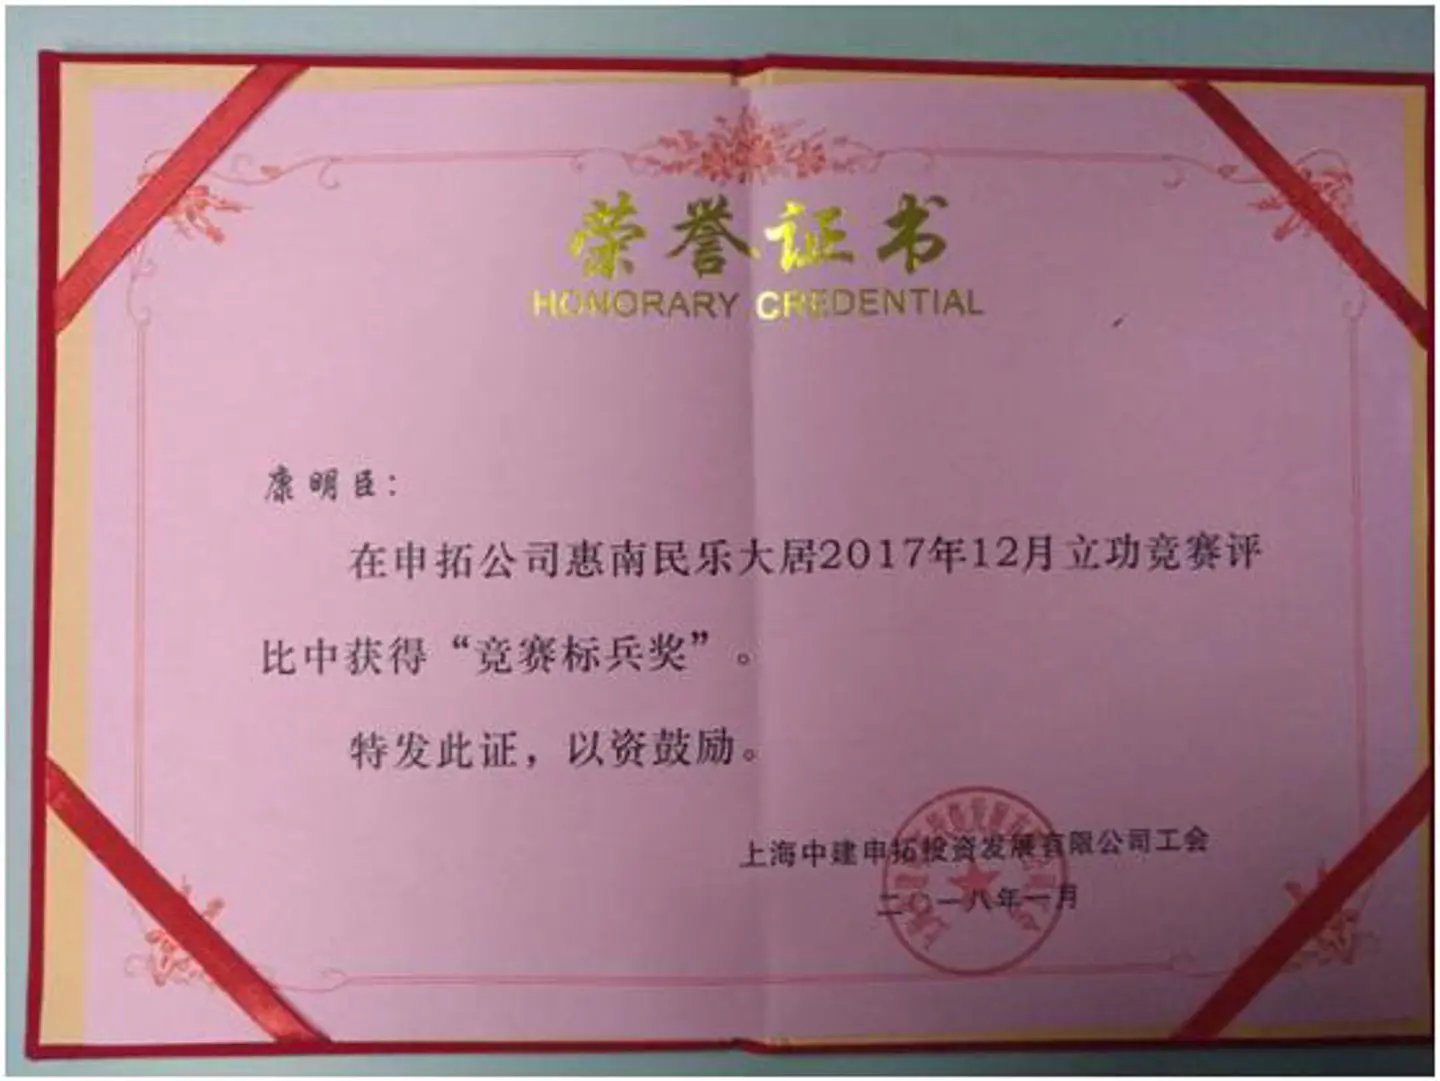 荣誉证书
HONORARY CREDENTIAL
康明臣：
在申拓公司惠南民乐大居2017年12月立功竞赛评
比中获得“竞赛标兵奖”。
特发此证，以资鼓励。
上海中建申拓投资发展有限公司工会
二〇一八年一月